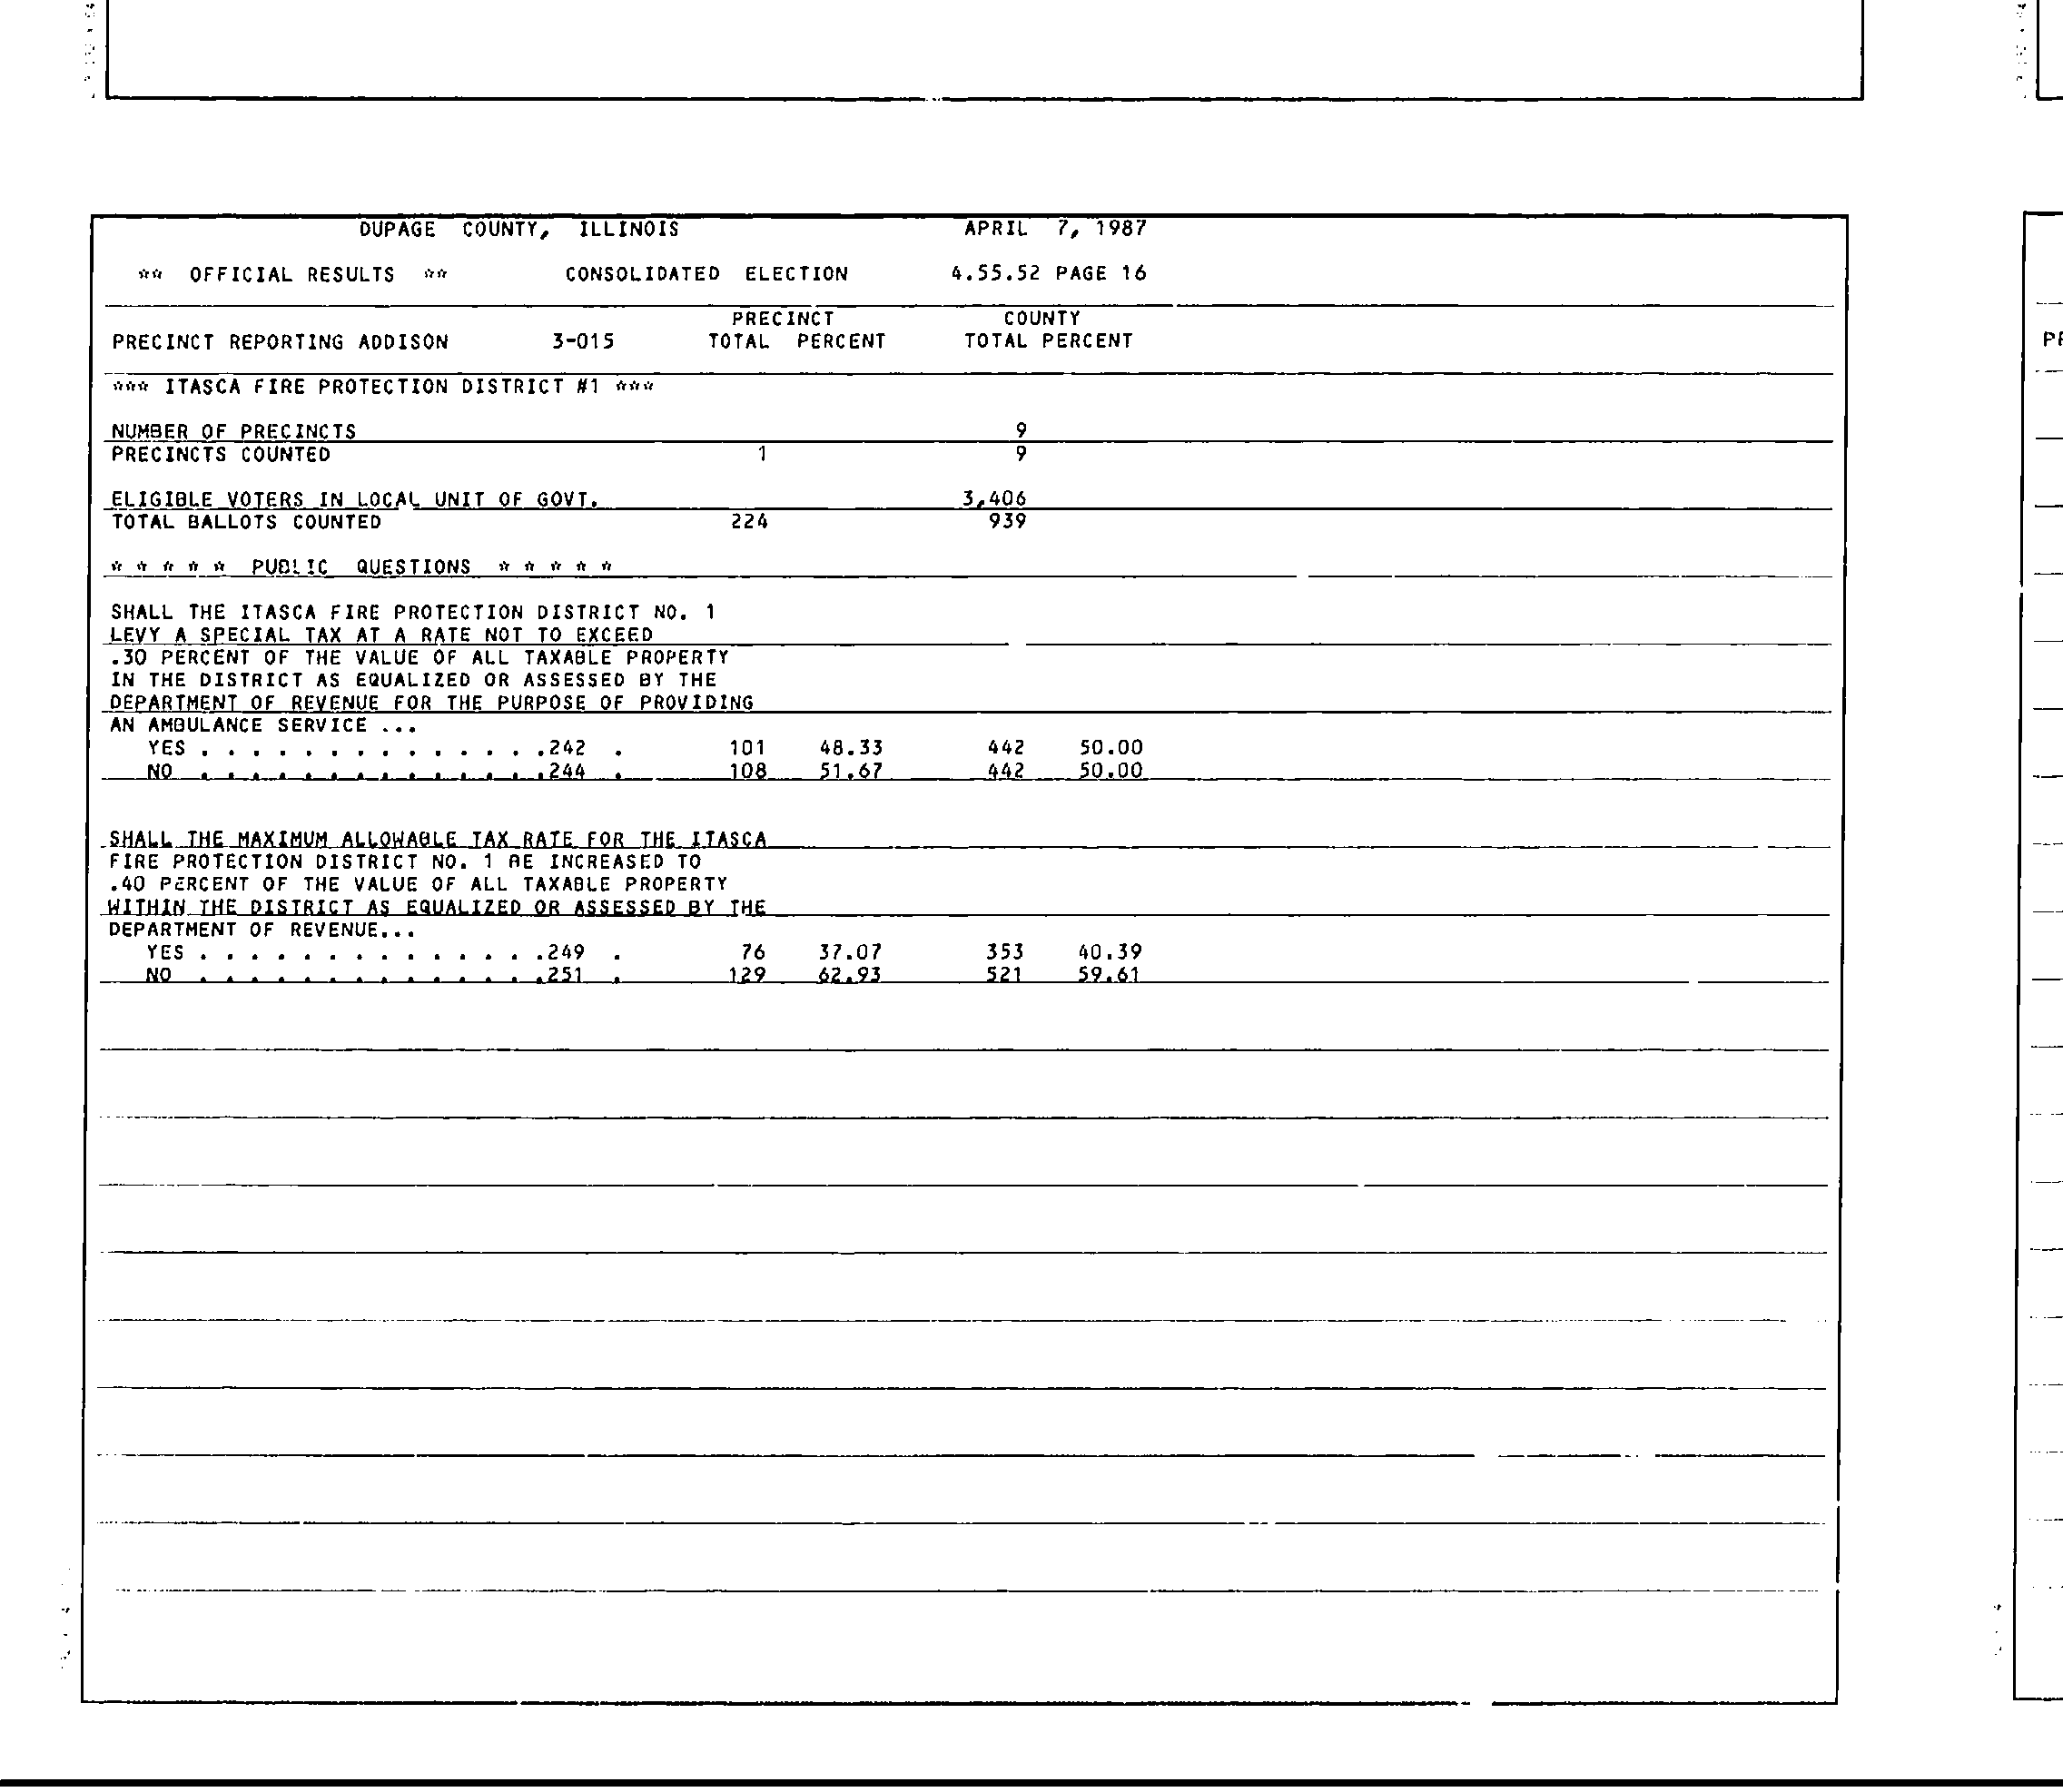 DUPAGE COUNTY, ILLINOIS APRIL 7, 1987
** OFFICIAL RESULTS ** CONSOLIDATED ELECTION 4.55.52 PAGE 16
PRECINCT COUNTY
PRECINCT REPORTING ADDISON 3-015 TOTAL PERCENT TOTAL PERCENT
*** ITASCA FIRE PROTECTION DISTRICT #1 ***
NUMBER OF PRECINCTS 9
PRECINCTS COUNTED 1 9
ELIGIBLE VOTERS IN LOCAL UNIT OF GOVT. 3,406
TOTAL BALLOTS COUNTED 224 939
* * * * * PUBLIC QUESTIONS * * * * *
SHALL THE ITASCA FIRE PROTECTION DISTRICT NO. 1
LEVY A SPECIAL TAX AT A RATE NOT TO EXCEED
.30 PERCENT OF THE VALUE OF ALL TAXABLE PROPERTY
IN THE DISTRICT AS EQUALIZED OR ASSESSED BY THE
DEPARTMENT OF REVENUE FOR THE PURPOSE OF PROVIDING
AN AMBULANCE SERVICE ...
YES . . . . . . . . . . . . . .242 . 101 48.33 442 50.00
NO . . . . . . . . . . . . . .244 . 108 51.67 442 50.00
SHALL THE MAXIMUM ALLOWABLE TAX RATE FOR THE ITASCA
FIRE PROTECTION DISTRICT NO. 1 BE INCREASED TO
.40 PERCENT OF THE VALUE OF ALL TAXABLE PROPERTY
WITHIN THE DISTRICT AS EQUALIZED OR ASSESSED BY THE
DEPARTMENT OF REVENUE...
YES . . . . . . . . . . . . . .249 . 76 37.07 353 40.39
NO . . . . . . . . . . . . . .251 . 129 62.93 521 59.61